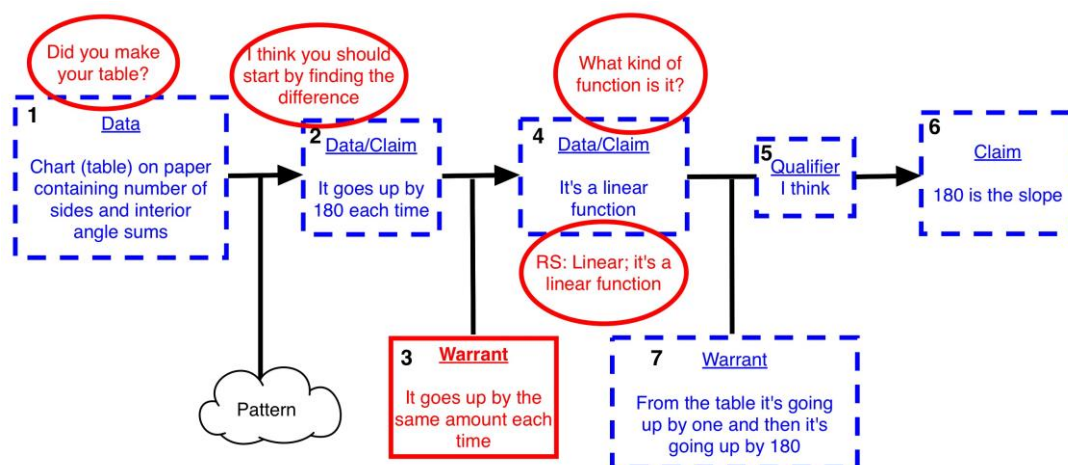 Did you make
your table?
1
Data
Chart (table) on paper
containing number of
sides and interior
angle sums
I think you should
start by finding the
difference
2
Data/Claim
It goes up by
180 each time
What kind of
function is it?
4
Data/Claim
It's a linear
function
RS: Linear; it's a
linear function
5
Qualifier
I think
6
Claim
180 is the slope
Pattern
3
Warrant
It goes up by the
same amount each
time
7
Warrant
From the table it's going
up by one and then it's
going up by 180